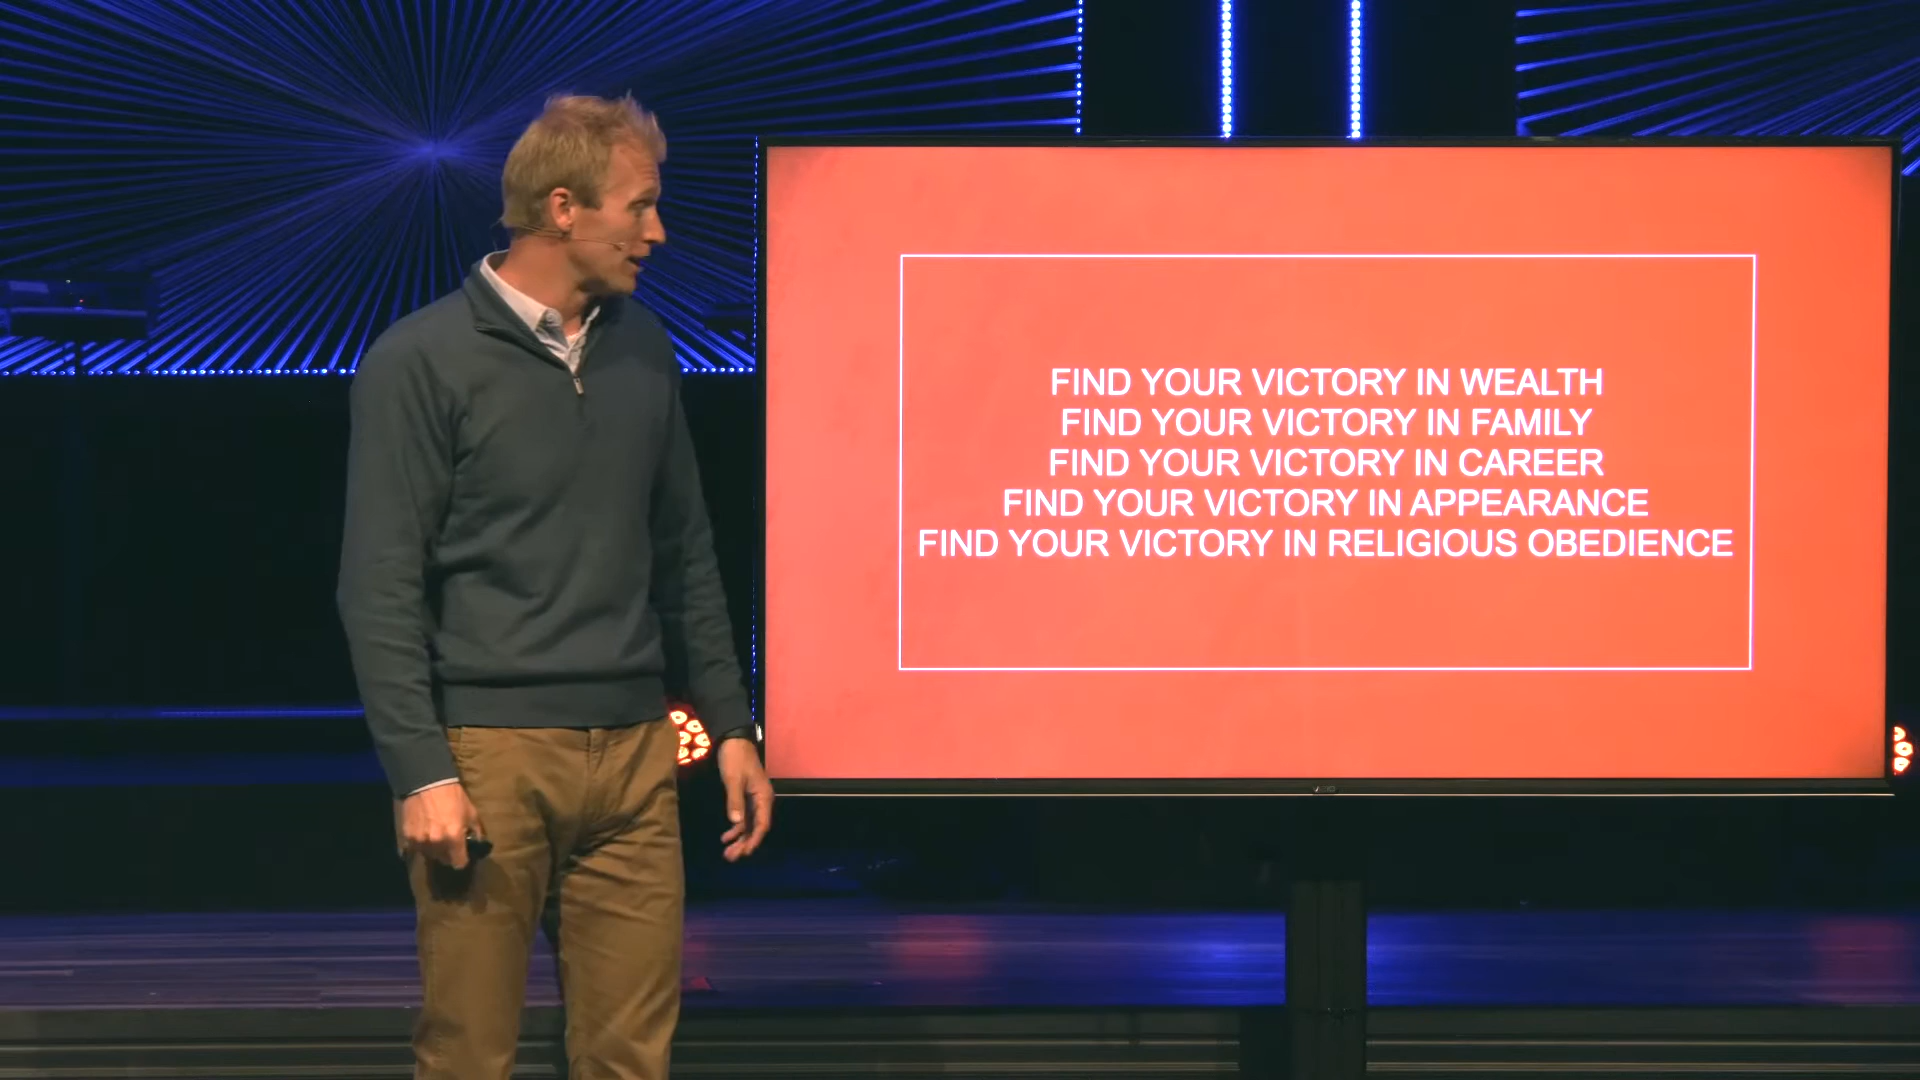 FIND YOUR VICTORY IN WEALTH
FIND YOUR VICTORY IN FAMILY
FIND YOUR VICTORY IN CAREER
FIND YOUR VICTORY IN APPEARANCE
FIND YOUR VICTORY IN RELIGIOUS OBEDIENCE